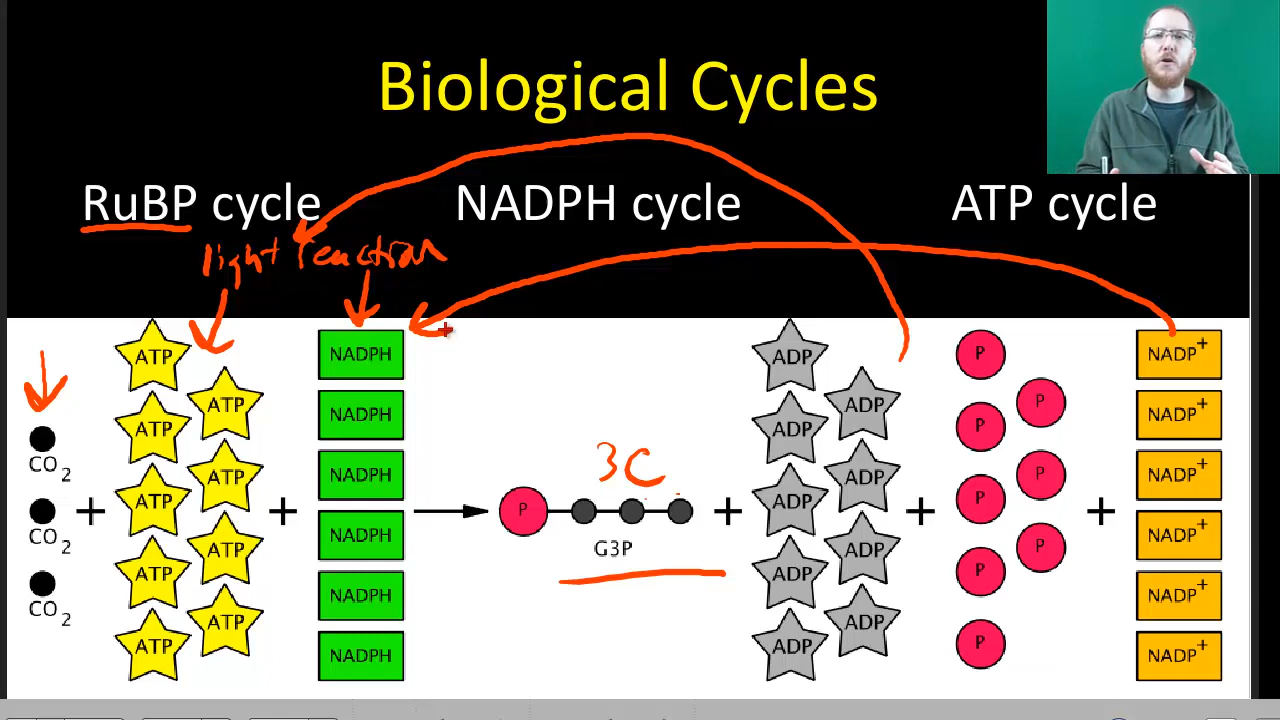 Biological Cycles
RuBP cycle NADPH cycle ATP cycle
light reaction
ATP NADPH ADP P NADP+
ATP ADP P
ATP NADPH ADP P NADP+
CO2
ATP 3C ADP P
ATP NADPH ADP P NADP+
+ + P + + +
CO2 NADPH G3P NADP+
ATP ADP P
ATP NADPH ADP P NADP+
CO2
ATP ADP
ATP NADPH ADP P NADP+